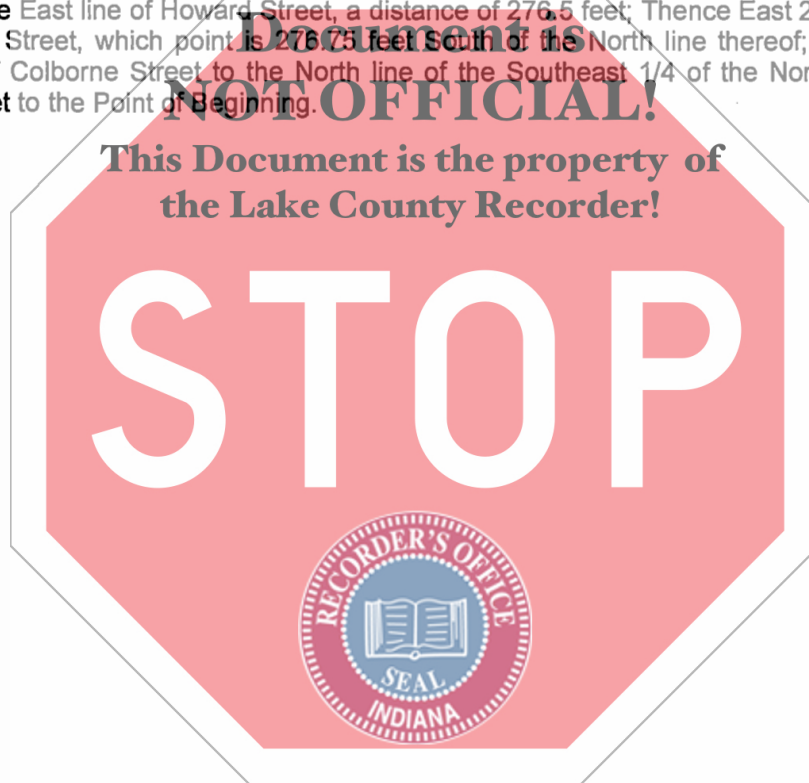 e East line of Howard Street, a distance of 276.5 feet; Thence East 2
Document is
Street, which point is 276.75 feet South of the North line thereof;
Colborne Street to the North line of the Southeast 1/4 of the Nor
NOT OFFICIAL!
et to the Point of Beginning.
This Document is the property of
the Lake County Recorder!
STOP
RECORDER'S OFFICE
SEAL
INDIANA